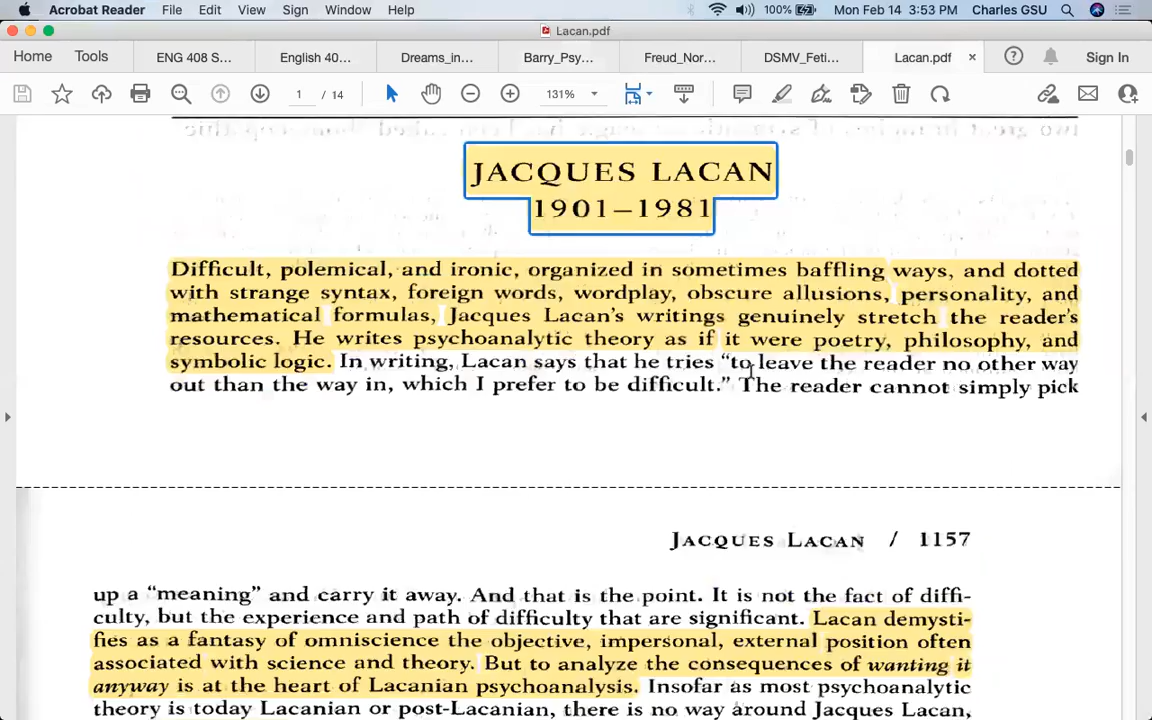 Acrobat Reader File Edit View Sign Window Help 100% Mon Feb 14 3:53 PM Charles GSU
Lacan.pdf
Home Tools ENG 408 S... English 40... Dreams_in... Barry_Psy... Freud_Nor... DSMV_Feti... Lacan.pdf × ? Sign In
1 / 14 131%
JACQUES LACAN
1901–1981
Difficult, polemical, and ironic, organized in sometimes baffling ways, and dotted
with strange syntax, foreign words, wordplay, obscure allusions, personality, and
mathematical formulas, Jacques Lacan's writings genuinely stretch the reader's
resources. He writes psychoanalytic theory as if it were poetry, philosophy, and
symbolic logic. In writing, Lacan says that he tries “to leave the reader no other way
out than the way in, which I prefer to be difficult.” The reader cannot simply pick
JACQUES LACAN / 1157
up a “meaning” and carry it away. And that is the point. It is not the fact of diffi-
culty, but the experience and path of difficulty that are significant. Lacan demysti-
fies as a fantasy of omniscience the objective, impersonal, external position often
associated with science and theory. But to analyze the consequences of wanting it
anyway is at the heart of Lacanian psychoanalysis. Insofar as most psychoanalytic
theory is today Lacanian or post-Lacanian, there is no way around Jacques Lacan,